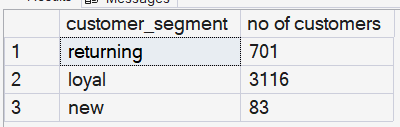 Results Messages
customer_segment no of customers
1 returning 701
2 loyal 3116
3 new 83